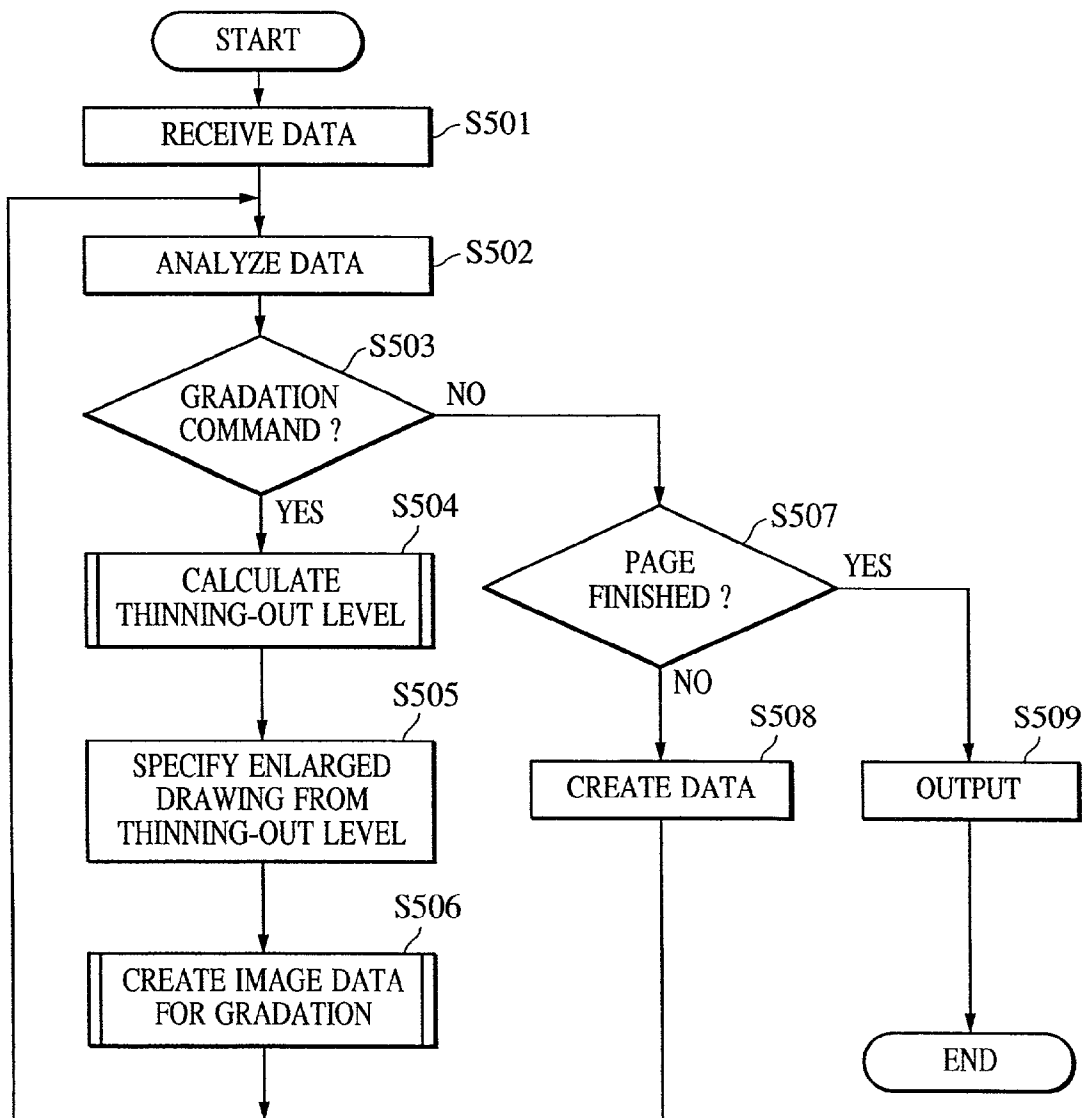 START
RECEIVE DATA
S501
ANALYZE DATA
S502
S503
GRADATION
COMMAND ?
NO
YES
S504
CALCULATE
THINNING-OUT LEVEL
S507
PAGE
FINISHED ?
YES
NO
S505
SPECIFY ENLARGED
DRAWING FROM
THINNING-OUT LEVEL
S508
CREATE DATA
S509
OUTPUT
S506
CREATE IMAGE DATA
FOR GRADATION
END